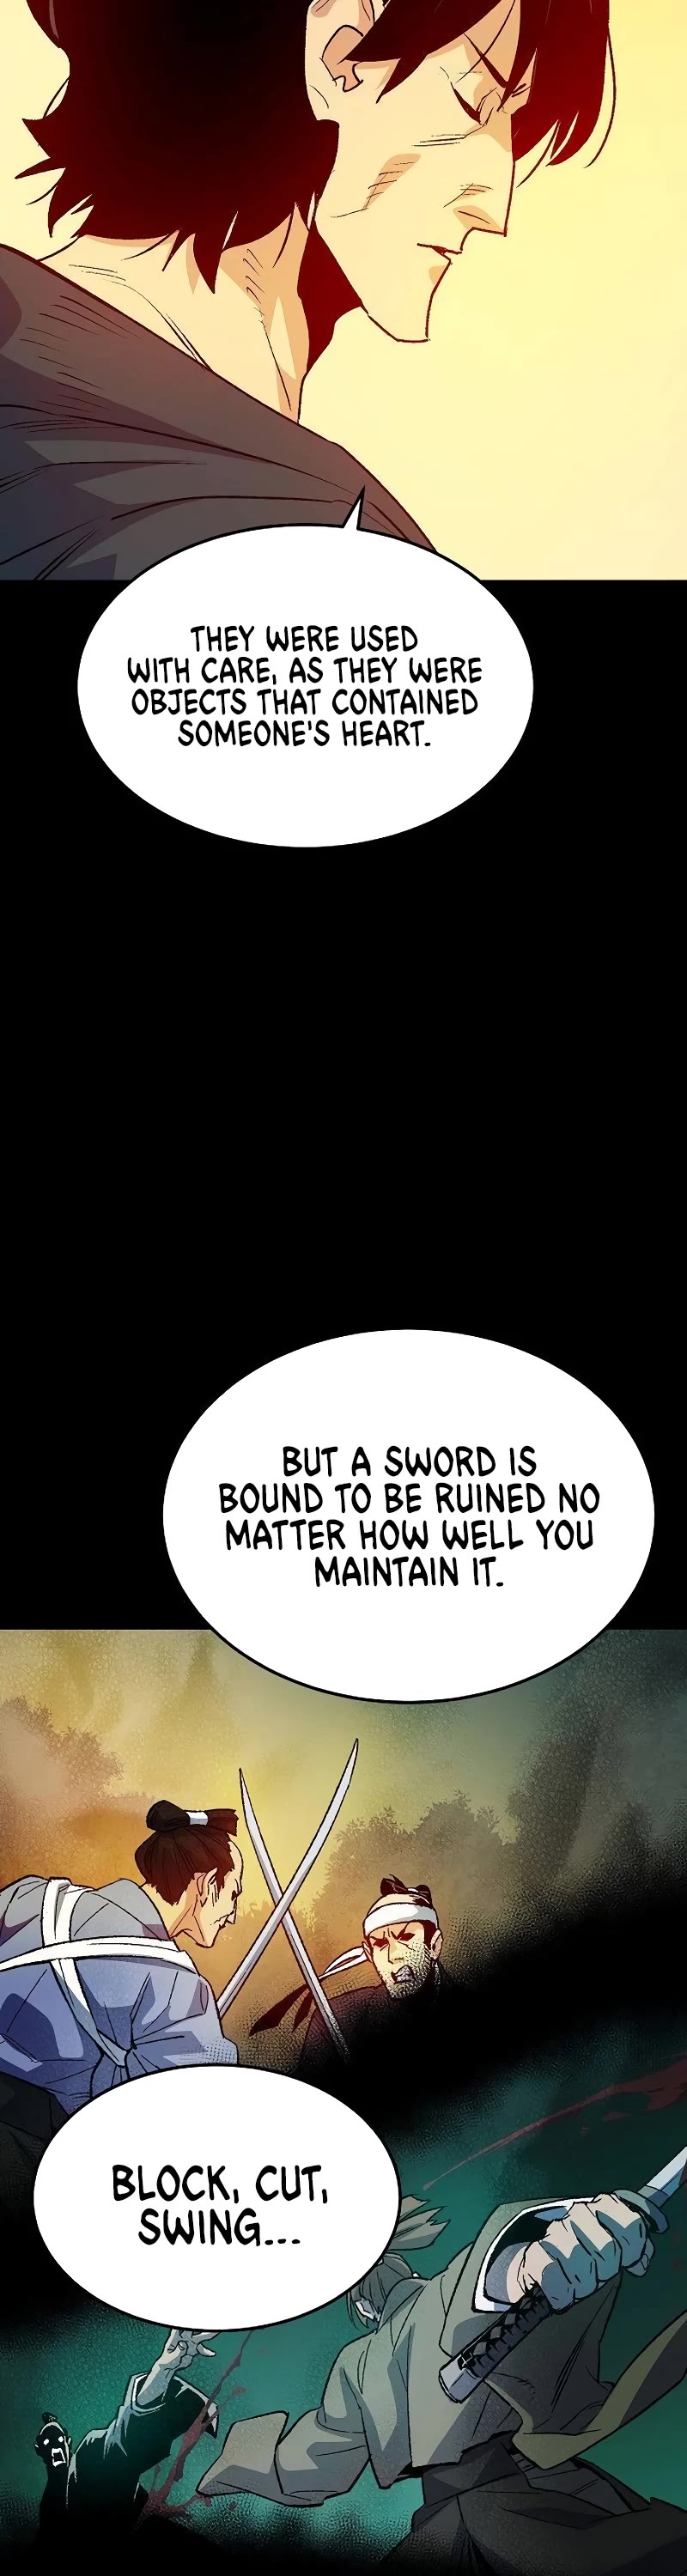 THEY WERE USED
WITH CARE, AS THEY WERE
OBJECTS THAT CONTAINED
SOMEONE'S HEART.
BUT A SWORD IS
BOUND TO BE RUINED NO
MATTER HOW WELL YOU
MAINTAIN IT.
BLOCK, CUT,
SWING...